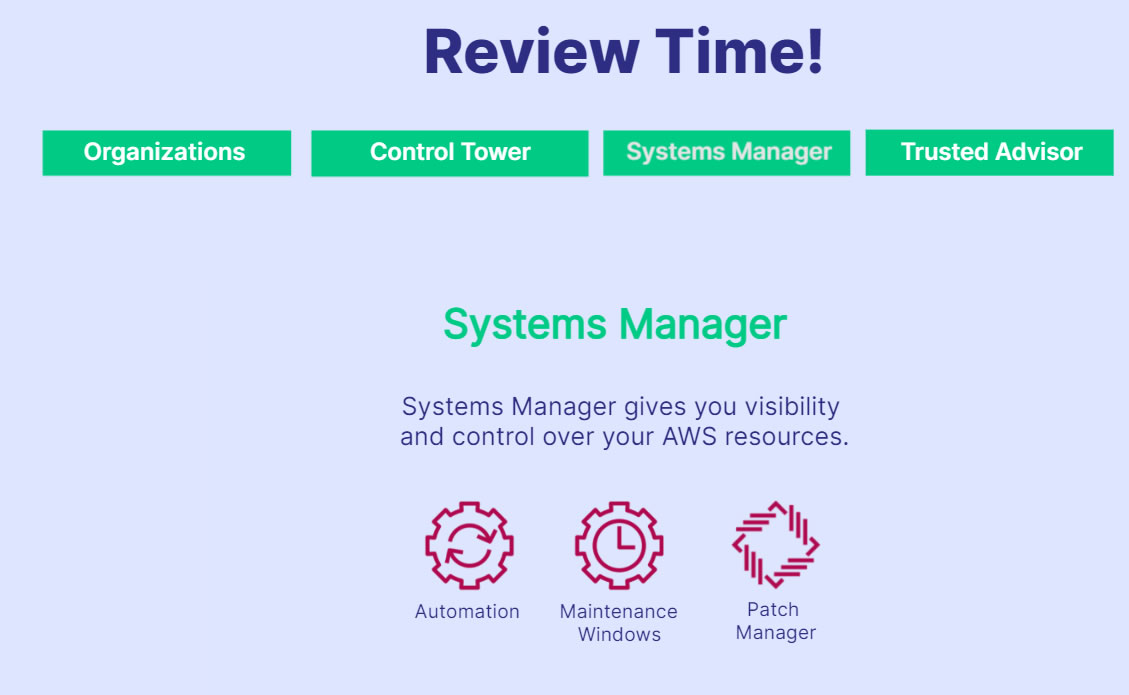 Review Time!
Organizations
Control Tower
Systems Manager
Trusted Advisor
Systems Manager
Systems Manager gives you visibility
and control over your AWS resources.
Automation
Maintenance
Windows
Patch
Manager